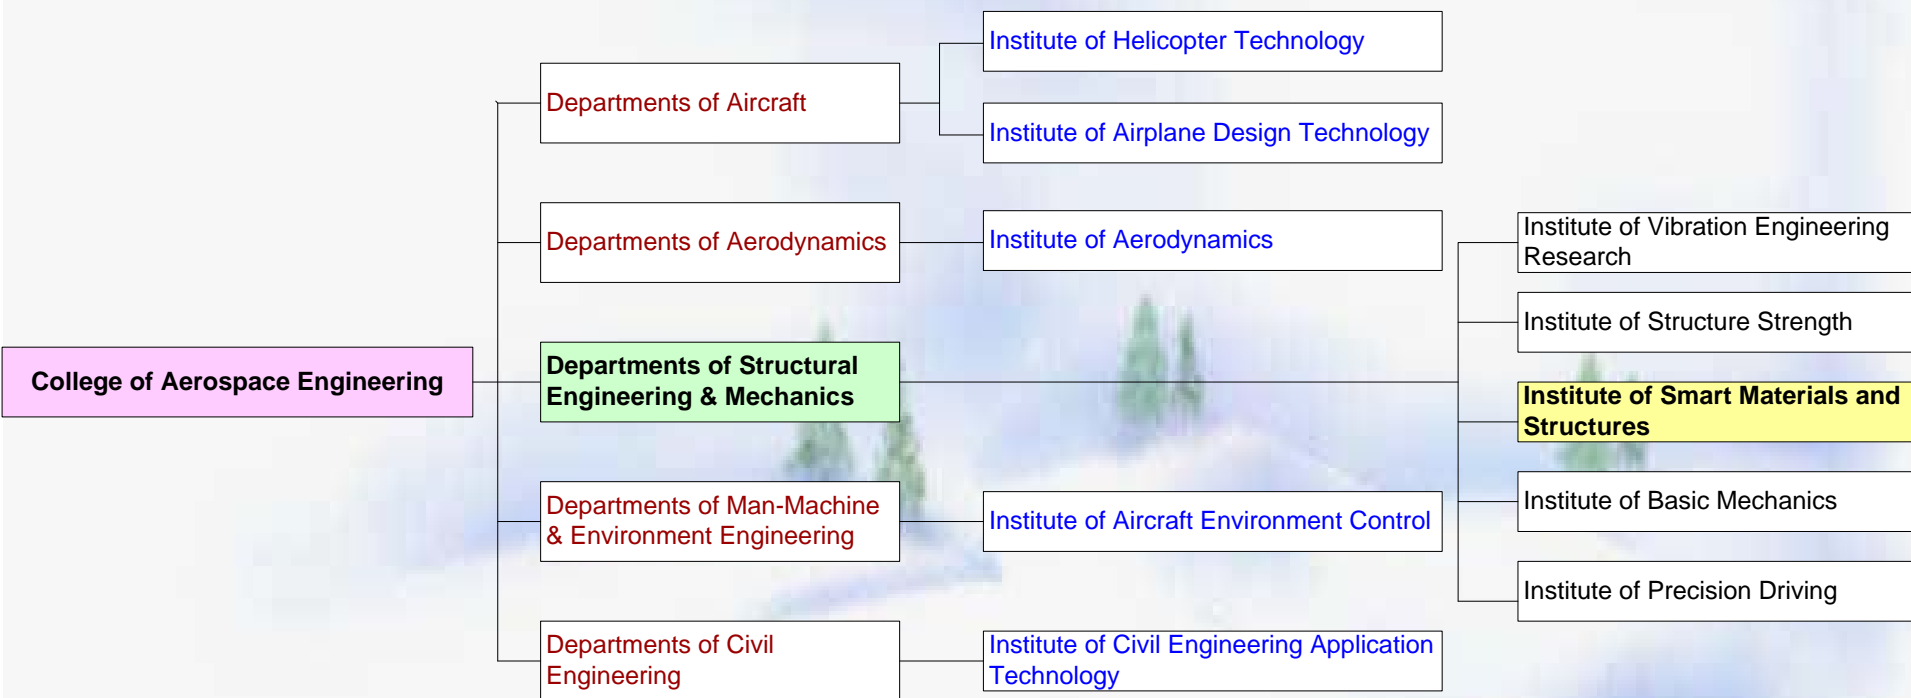 College of Aerospace Engineering
Departments of Aircraft
Institute of Helicopter Technology
Institute of Airplane Design Technology
Departments of Aerodynamics
Institute of Aerodynamics
Departments of Structural
Engineering & Mechanics
Institute of Vibration Engineering
Research
Institute of Structure Strength
Institute of Smart Materials and
Structures
Institute of Basic Mechanics
Institute of Precision Driving
Departments of Man-Machine
& Environment Engineering
Institute of Aircraft Environment Control
Departments of Civil
Engineering
Institute of Civil Engineering Application
Technology